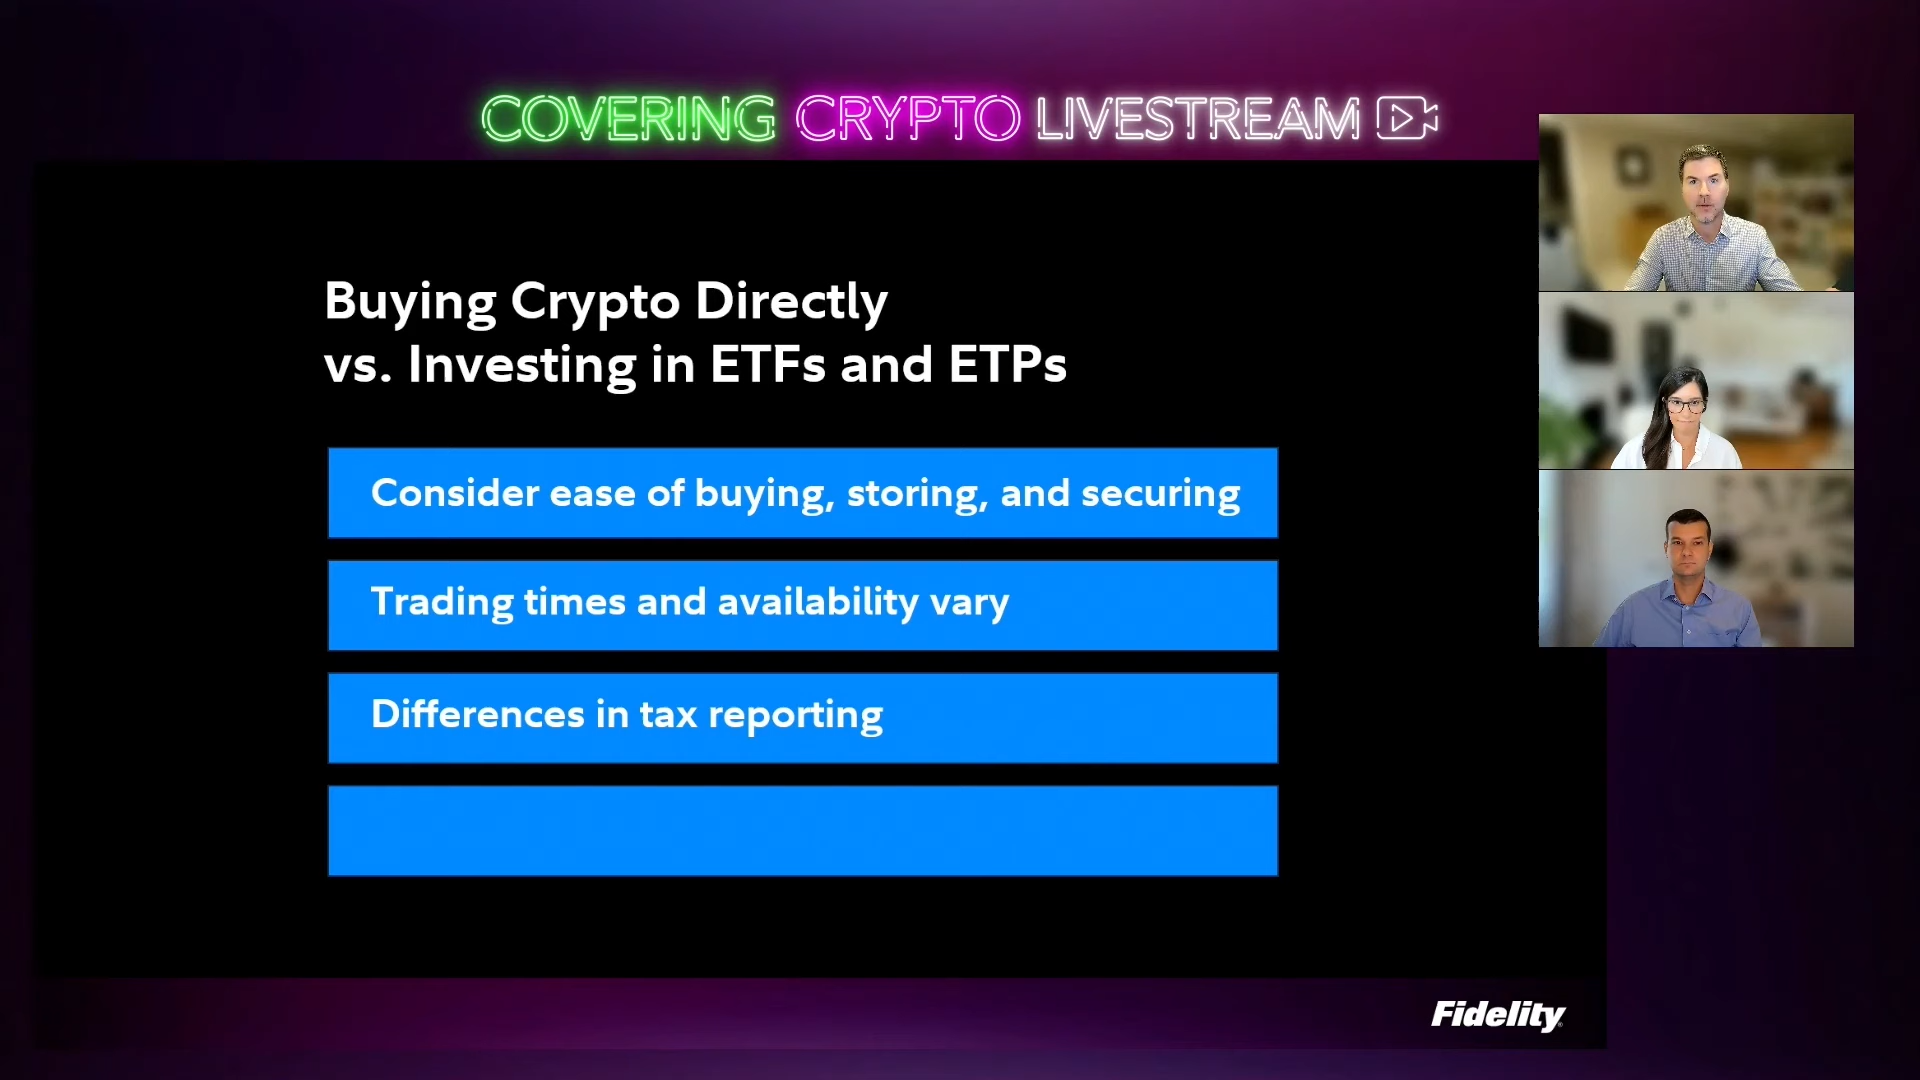 COVERING CRYPTO LIVESTREAM
Buying Crypto Directly
vs. Investing in ETFs and ETPs
Consider ease of buying, storing, and securing
Trading times and availability vary
Differences in tax reporting
Fidelity